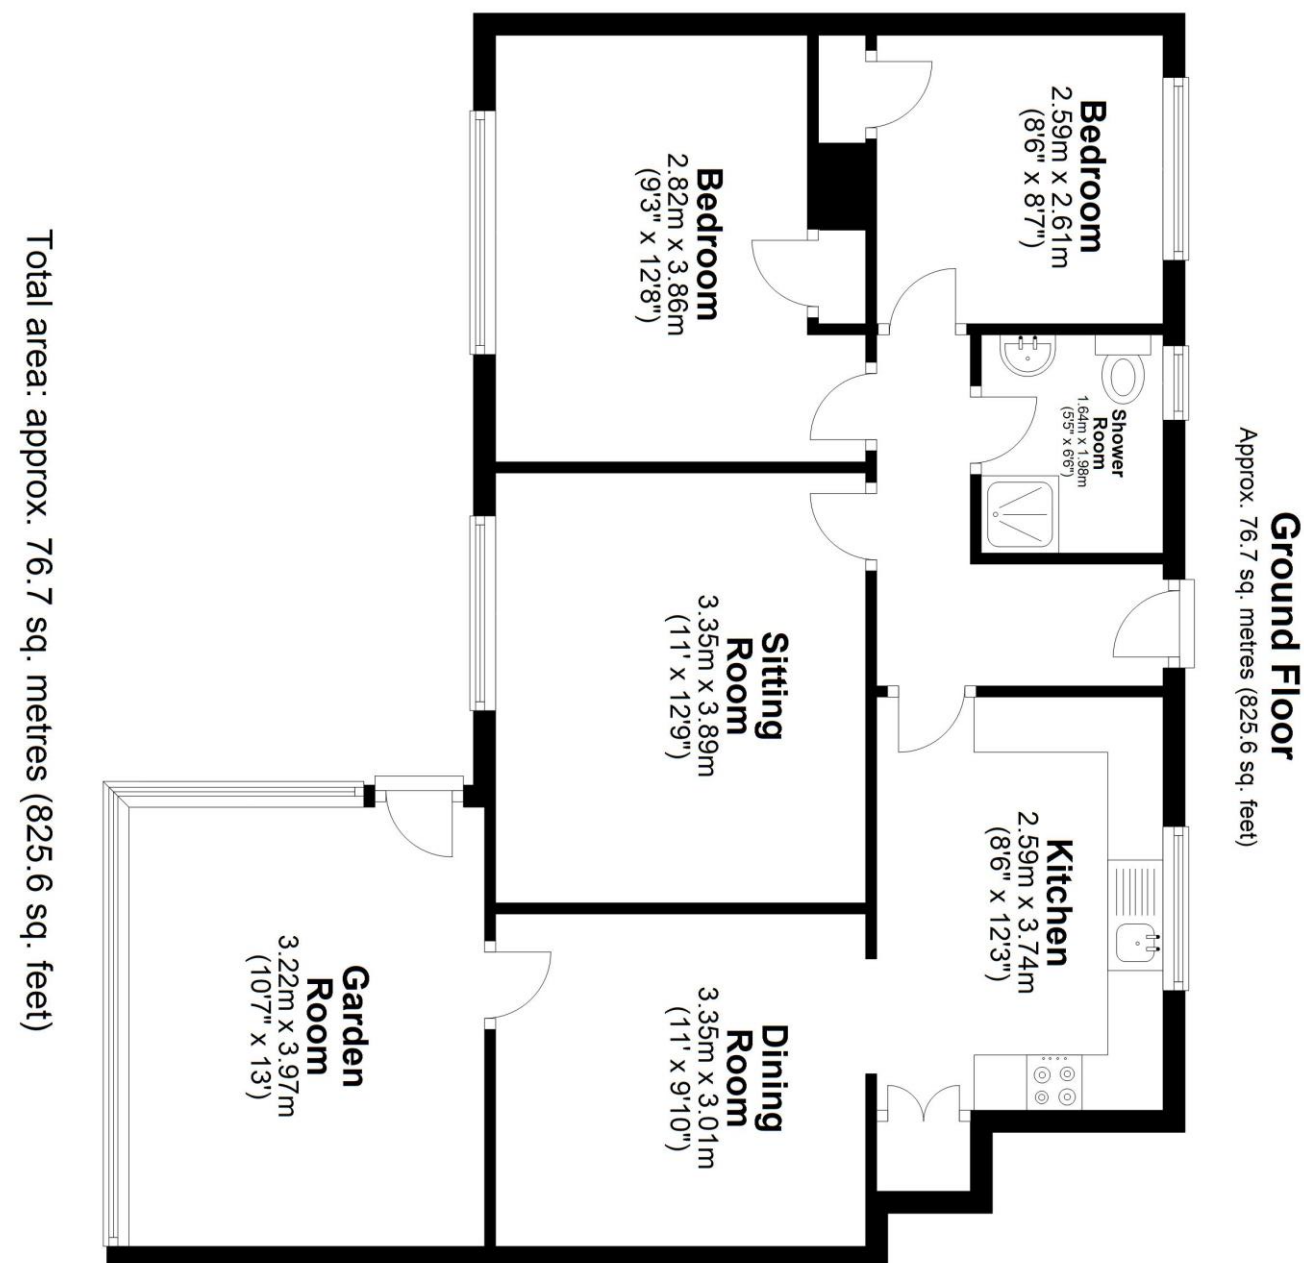 Ground Floor
Approx. 76.7 sq. metres (825.6 sq. feet)
Bedroom
2.59m x 2.61m
(8'6" x 8'7")
Shower
Room
1.64m x 1.98m
(5'5" x 6'6")
Kitchen
2.59m x 3.74m
(8'6" x 12'3")
Bedroom
2.82m x 3.86m
(9'3" x 12'8")
Sitting
Room
3.35m x 3.89m
(11' x 12'9")
Dining
Room
3.35m x 3.01m
(11' x 9'10")
Garden
Room
3.22m x 3.97m
(10'7" x 13')
Total area: approx. 76.7 sq. metres (825.6 sq. feet)